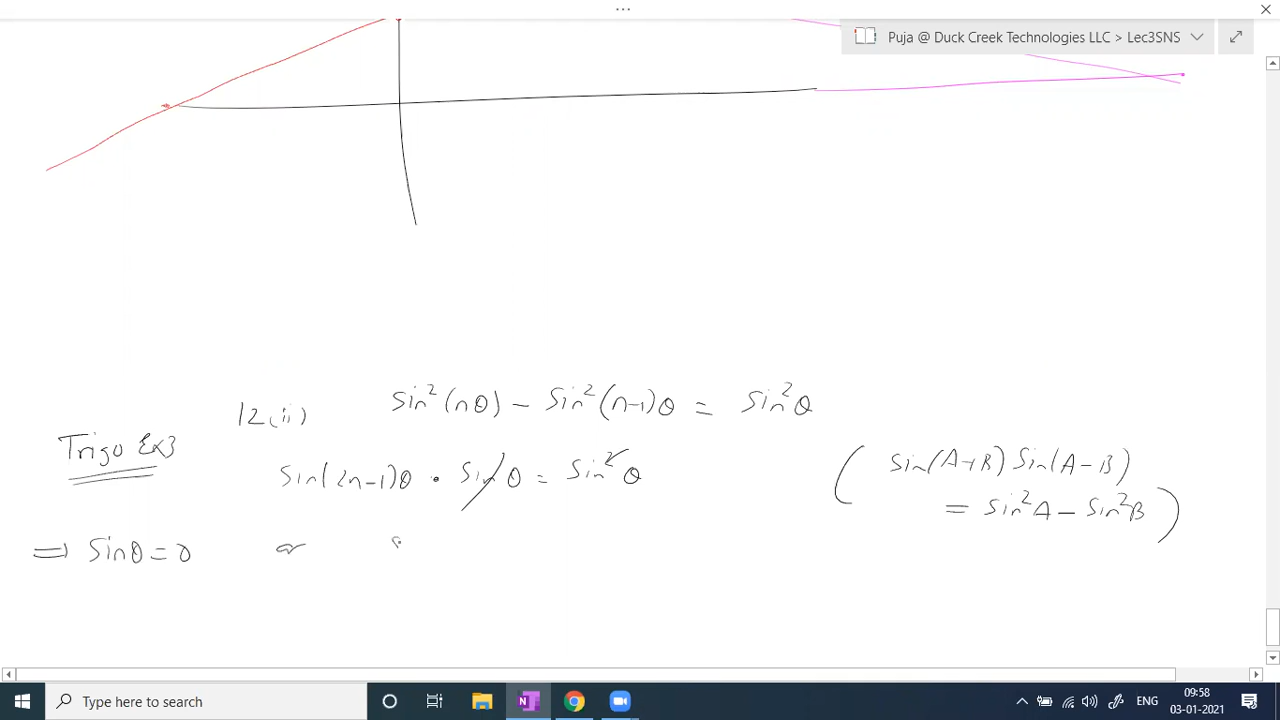 Puja @ Duck Creek Technologies LLC > Lec3SNS
12(ii) sin²(nθ) – sin²(n-1)θ = sin²θ
Trigo Ex3
sin(2n-1)θ • sinθ = sin²θ
(sin(A+B) sin(A-B)
= sin²A – sin²B)
⇒ sinθ = 0 or
Type here to search
ENG
09:58
03-01-2021